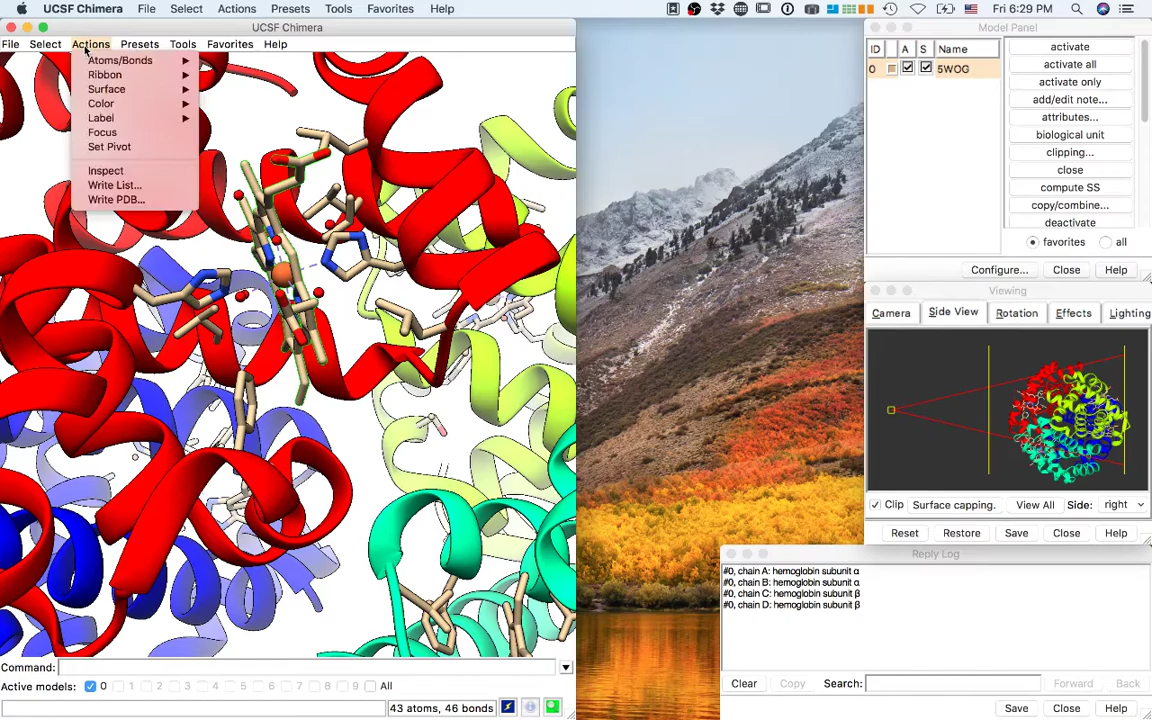 UCSF Chimera File Select Actions Presets Tools Favorites Help Fri 6:29 PM
UCSF Chimera
File Select Actions Presets Tools Favorites Help
Atoms/Bonds
Ribbon
Surface
Color
Label
Focus
Set Pivot
Inspect
Write List...
Write PDB...
Command:
Active models: 0 1 2 3 4 5 6 7 8 9 All
43 atoms, 46 bonds
Model Panel
ID A S Name
0 5WOG
activate
activate all
activate only
add/edit note...
attributes...
biological unit
clipping...
close
compute SS
copy/combine...
deactivate
favorites all
Configure... Close Help
Viewing
Camera Side View Rotation Effects Lighting
Clip Surface capping. View All Side: right
Reset Restore Save Close Help
Reply Log
#0, chain A: hemoglobin subunit α
#0, chain B: hemoglobin subunit α
#0, chain C: hemoglobin subunit β
#0, chain D: hemoglobin subunit β
Clear Copy Search: Forward Back
Save Close Help